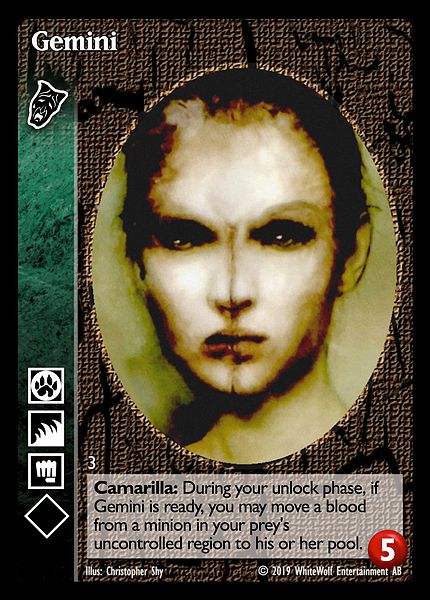 Gemini
3
Camarilla: During your unlock phase, if
Gemini is ready, you may move a blood
from a minion in your prey's
uncontrolled region to his or her pool.
5
Illus: Christopher Shy © 2019 WhiteWolf Entertainment AB